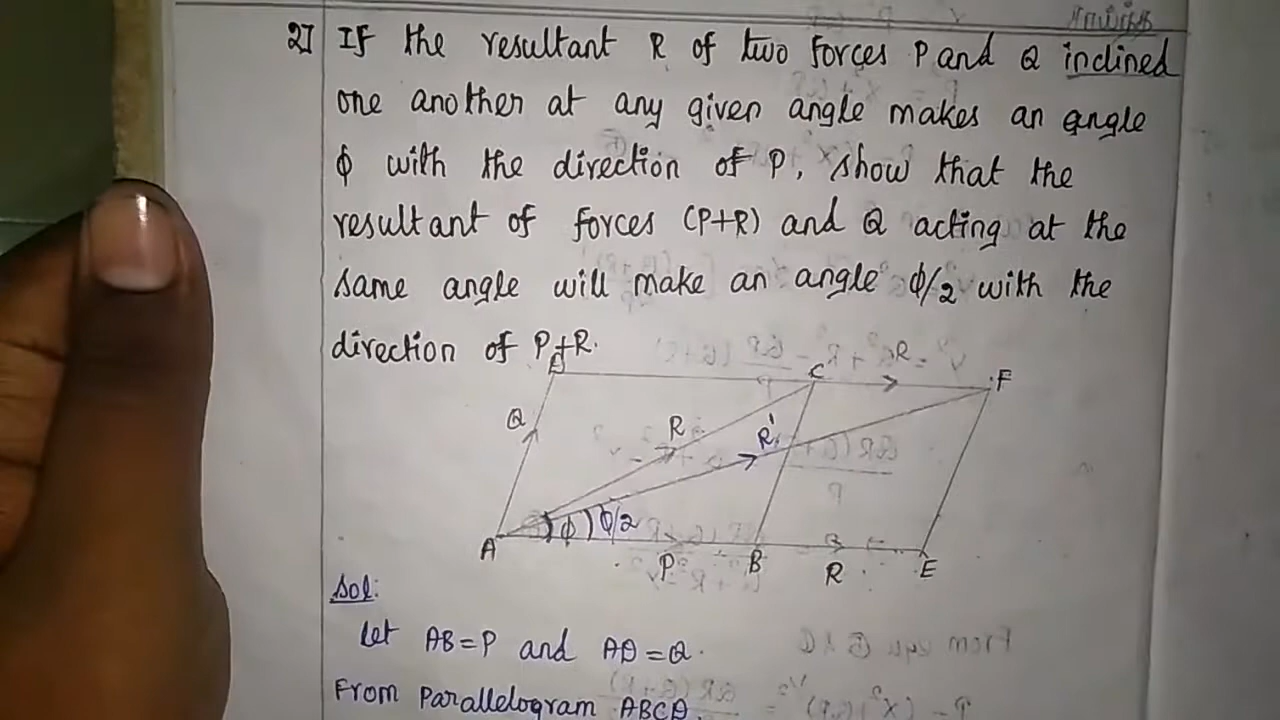 2] If the resultant R of two forces P and Q inclined
one another at any given angle makes an angle
ϕ with the direction of P, show that the
resultant of forces (P+R) and Q acting at the
same angle will make an angle ϕ/2 with the
direction of P+R.
D C R F
Q R R'
ϕ ϕ/2
A P B R E
Sol:
Let AB=P and AD=Q.
From Parallelogram ABCD,